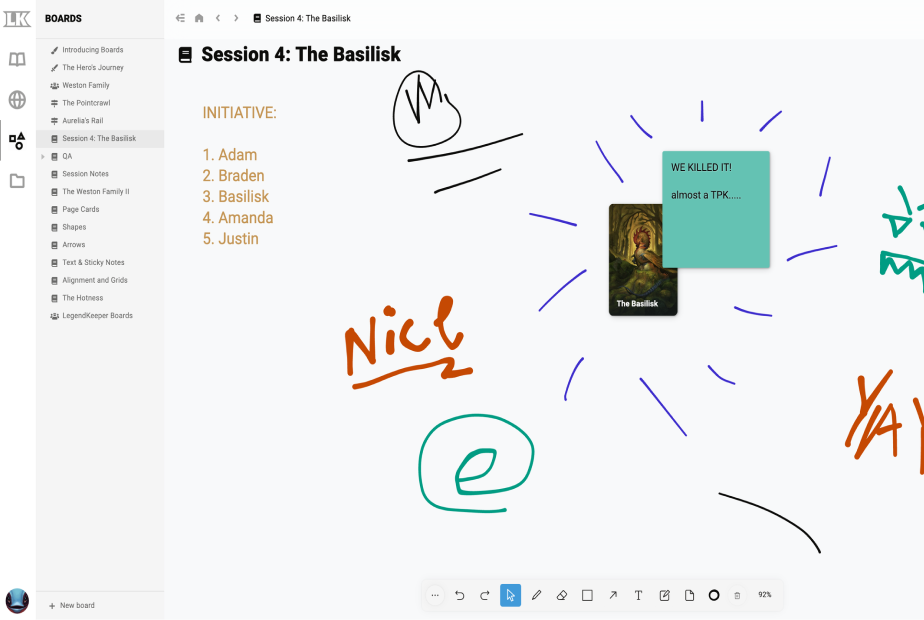 LK
BOARDS
Introducing Boards
The Hero's Journey
Weston Family
The Pointcrawl
Aurelia's Rail
Session 4: The Basilisk
QA
Session Notes
The Weston Family II
Page Cards
Shapes
Arrows
Text & Sticky Notes
Alignment and Grids
The Hotness
LegendKeeper Boards
+ New board
Session 4: The Basilisk
Session 4: The Basilisk
INITIATIVE:
1. Adam
2. Braden
3. Basilisk
4. Amanda
5. Justin
WE KILLED IT!
almost a TPK.....
The Basilisk
Nice
e
YAY
T
92%